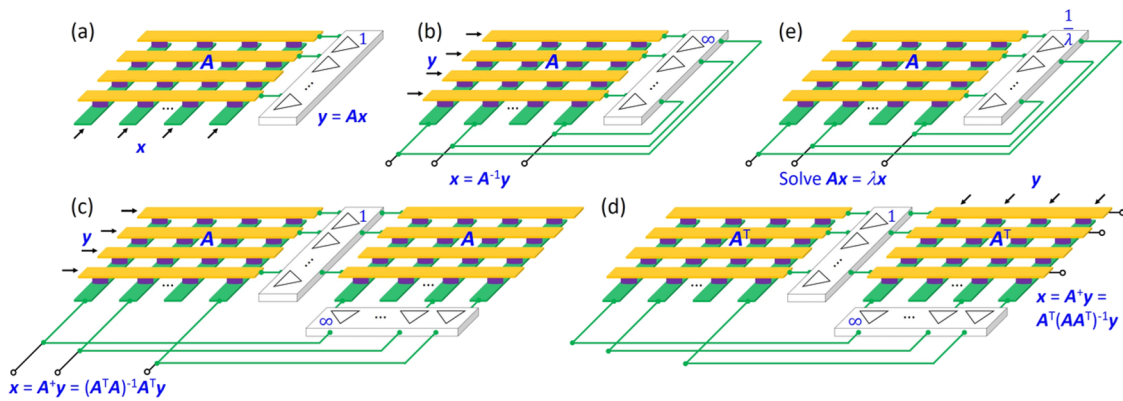 (a)
1
A
...
...
y = Ax
x
(b)
∞
y
A
...
...
x = A⁻¹y
(e)
1
λ
A
...
...
Solve Ax = λx
(c)
1
y
A
A
...
...
...
∞
...
x = A⁺y = (AᵀA)⁻¹Aᵀy
(d)
y
1
Aᵀ
Aᵀ
...
...
...
∞
...
x = A⁺y =
Aᵀ(AAᵀ)⁻¹y